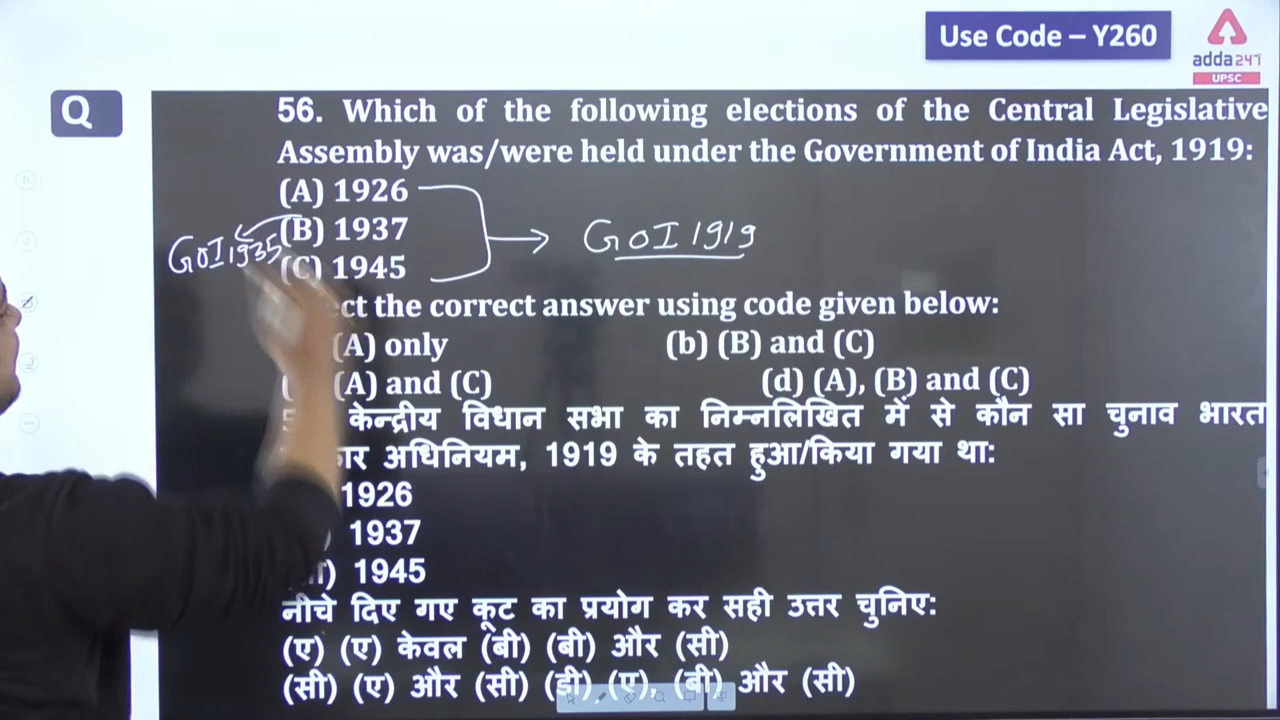 Use Code – Y260
adda247
UPSC
Q
56. Which of the following elections of the Central Legislative
Assembly was/were held under the Government of India Act, 1919:
(A) 1926
(B) 1937
(C) 1945
GOI 1935
GOI 1919
the correct answer using code given below:
(A) only (b) (B) and (C)
(A) and (C) (d) (A), (B) and (C)
केन्द्रीय विधान सभा का निम्नलिखित में से कौन सा चुनाव भारत
अधिनियम, 1919 के तहत हुआ/किया गया था:
1926
1937
1945
नीचे दिए गए कूट का प्रयोग कर सही उत्तर चुनिए:
(ए) (ए) केवल (बी) (बी) और (सी)
(सी) (ए) और (सी) (डी) (ए), (बी) और (सी)